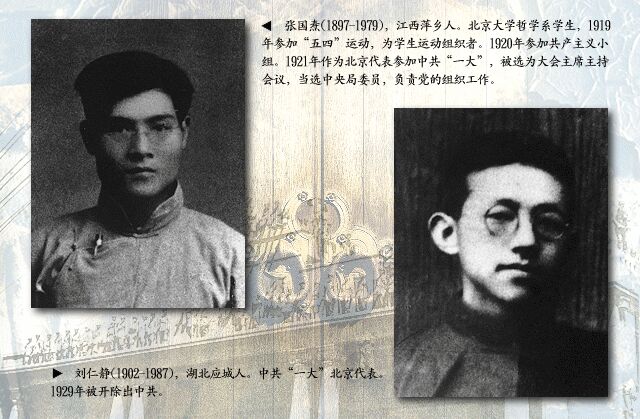 ◀ 张国焘(1897-1979)，江西萍乡人。北京大学哲学系学生，1919
年参加“五四”运动，为学生运动组织者。1920年参加共产主义小
组。1921年作为北京代表参加中共“一大”，被选为大会主席主持
会议，当选中央局委员，负责党的组织工作。
▶ 刘仁静(1902-1987)，湖北应城人。中共“一大”北京代表。
1929年被开除出中共。